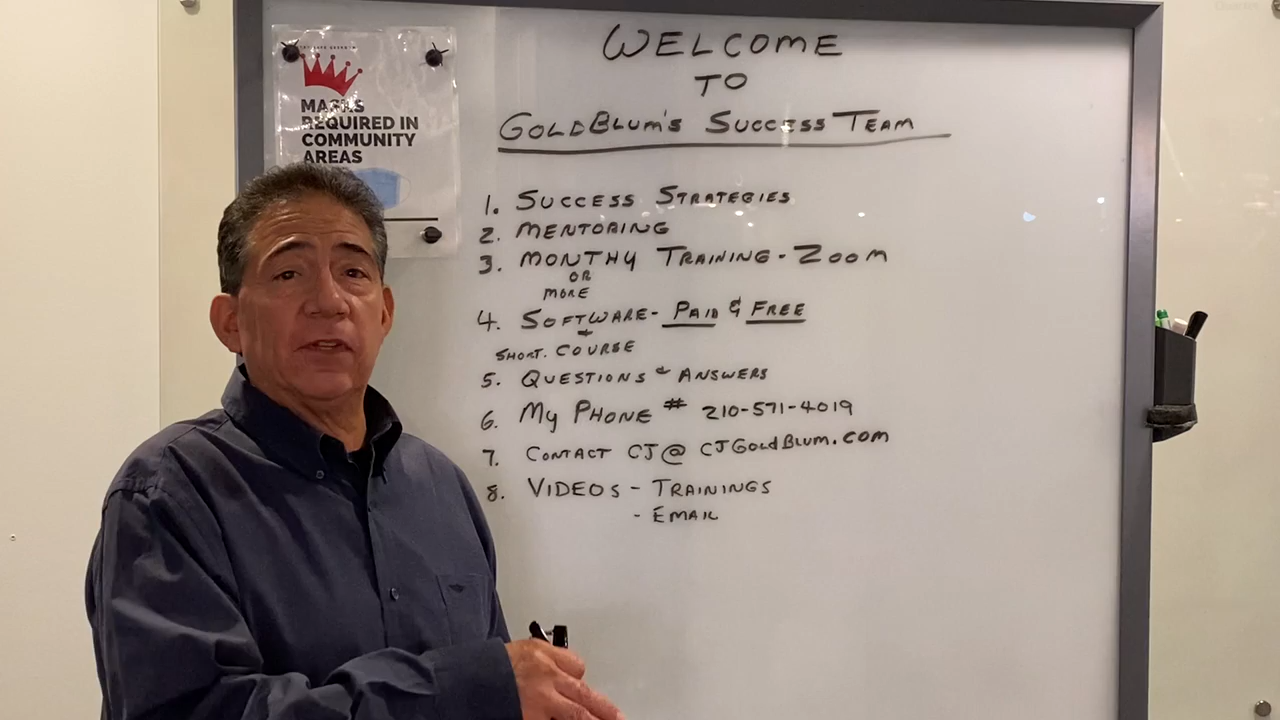 WELCOME
TO
GOLDBLUM'S SUCCESS TEAM
MASKS
REQUIRED IN
COMMUNITY
AREAS
1. SUCCESS STRATEGIES
2. MENTORING
3. MONTHY TRAINING - ZOOM
OR
MORE
4. SOFTWARE - PAID & FREE
+
SHORT. COURSE
5. QUESTIONS & ANSWERS
6. My PHONE # 210-571-4019
7. CONTACT CJ@ CJGOLDBLUM.COM
8. VIDEOS - TRAININGS
- EMAIL